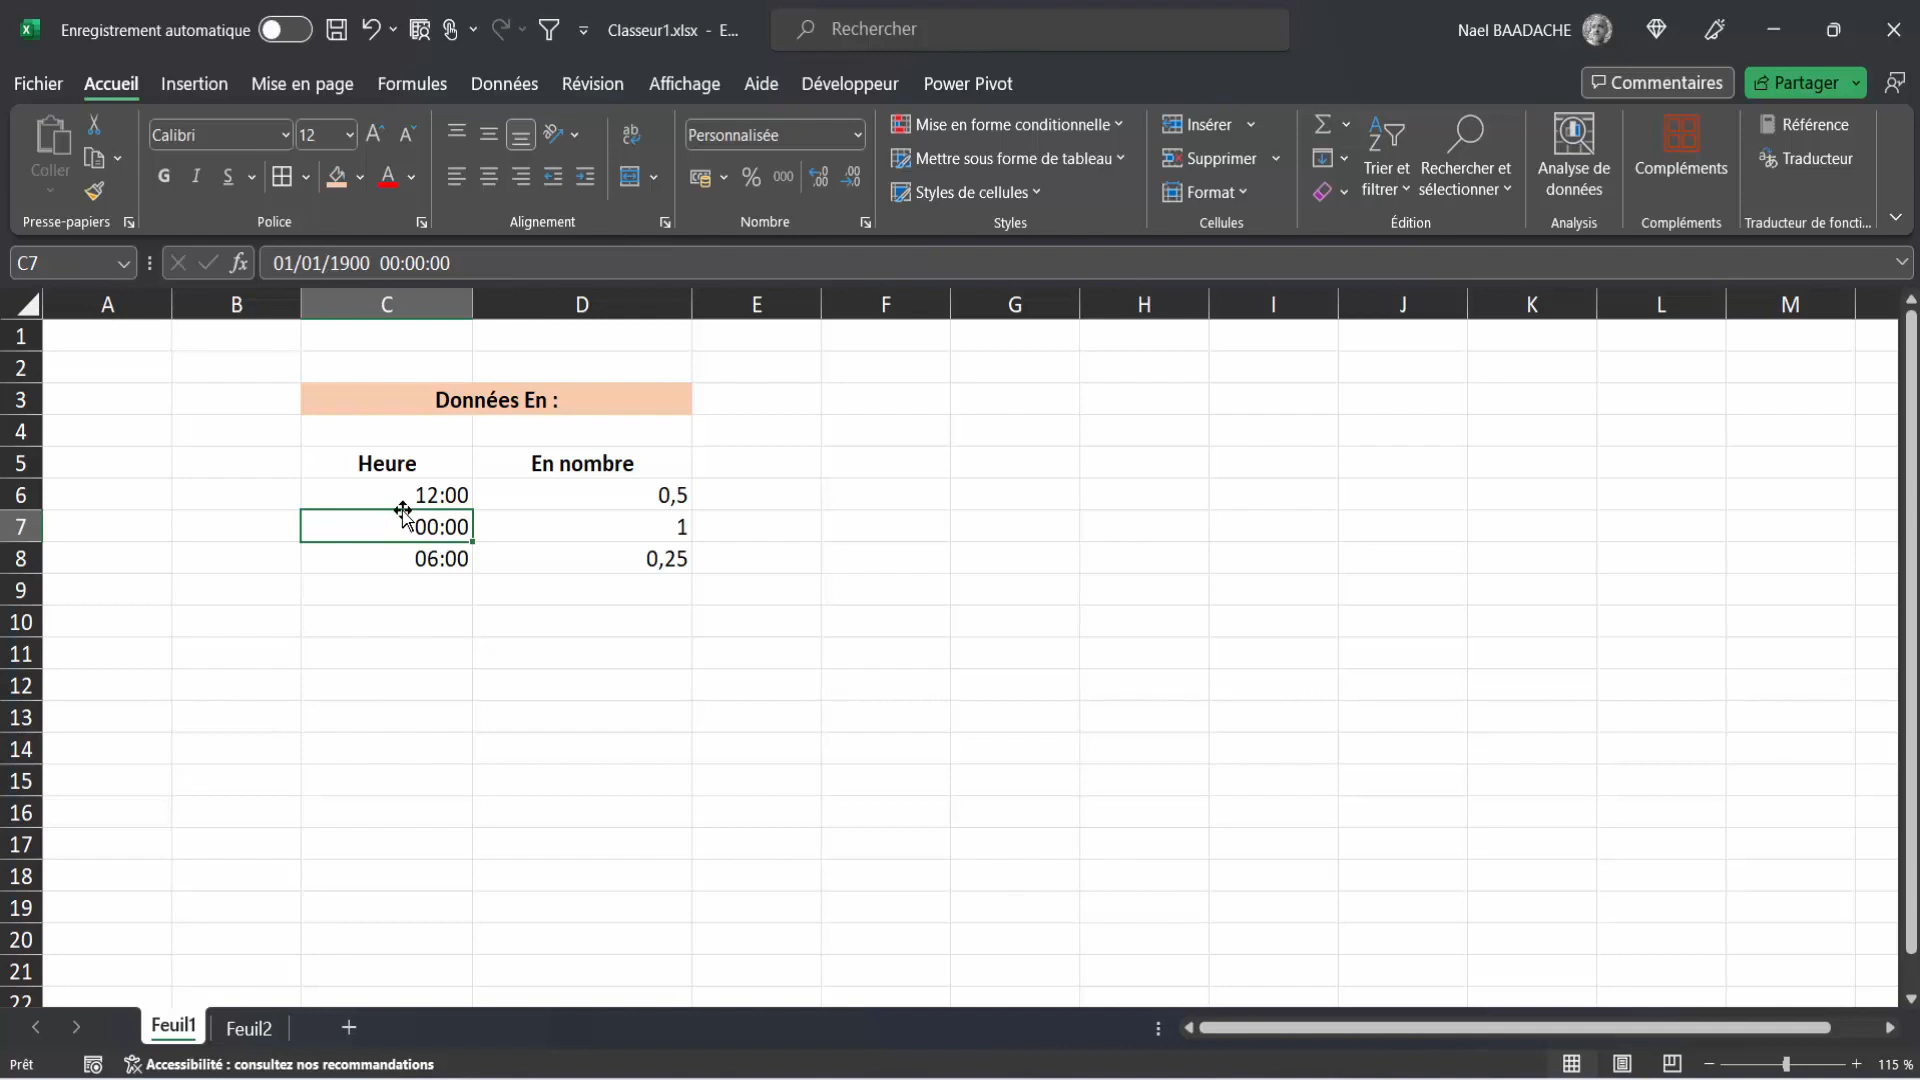 Enregistrement automatique
Classeur1.xlsx - E...
Rechercher
Nael BAADACHE
Fichier Accueil Insertion Mise en page Formules Données Révision Affichage Aide Développeur Power Pivot
Commentaires
Partager
Coller
Presse-papiers
Calibri 12
G I S
Police
Alignement
Personnalisée
% 000
Nombre
Mise en forme conditionnelle
Mettre sous forme de tableau
Styles de cellules
Styles
Insérer
Supprimer
Format
Cellules
Trier et filtrer
Rechercher et sélectionner
Édition
Analyse de données
Analysis
Compléments
Compléments
Référence
Traducteur
Traducteur de foncti...
C7
fx
01/01/1900 00:00:00
A B C D E F G H I J K L M
1
2
3 Données En :
4
5 Heure En nombre
6 12:00 0,5
7 00:00 1
8 06:00 0,25
9
10
11
12
13
14
15
16
17
18
19
20
21
22
Feuil1 Feuil2
Prêt
Accessibilité : consultez nos recommandations
115 %